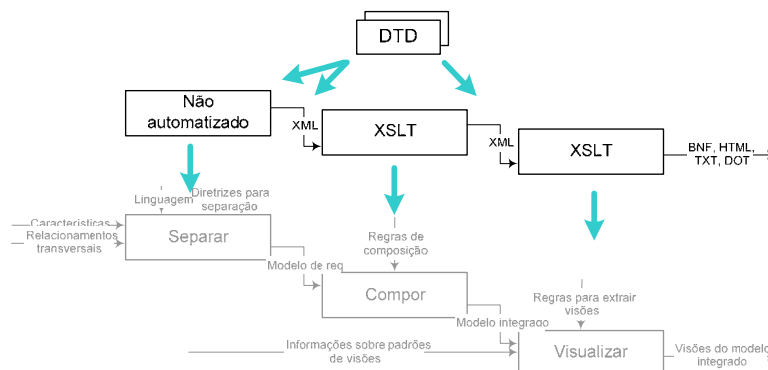 DTD
Não
automatizado
XML
XSLT
XML
XSLT
BNF, HTML,
TXT, DOT
Linguagem
Diretrizes para
separação
Características
Relacionamentos
transversais
Separar
Regras de
composição
Modelo de req
Compor
Regras para extrair
visões
Modelo integrado
Informações sobre padrões
de visões
Visualizar
Visões do modelo
integrado